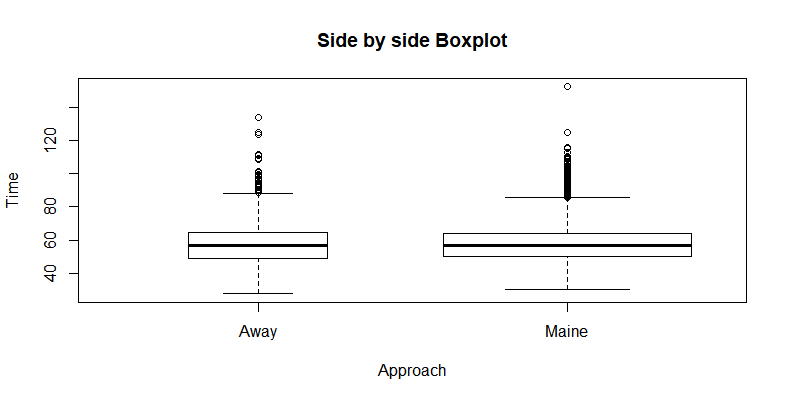 Side by side Boxplot
Time
120
80
60
40
Away Maine
Approach